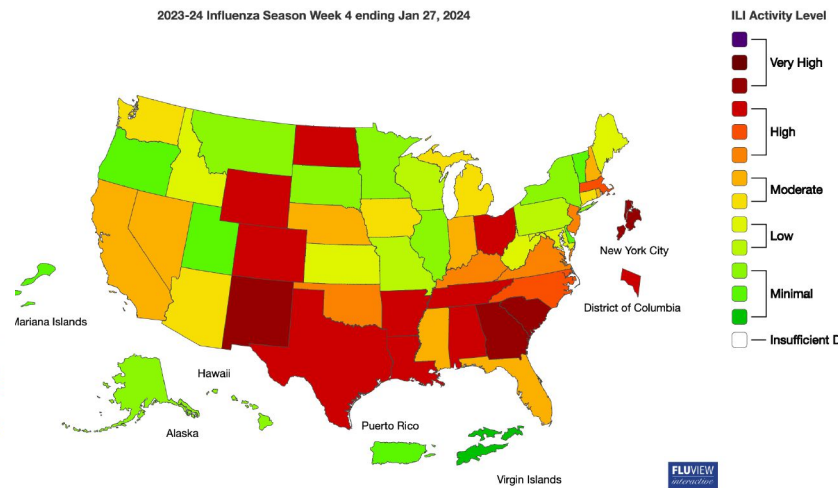 2023-24 Influenza Season Week 4 ending Jan 27, 2024
ILI Activity Level
Very High
High
Moderate
Low
Minimal
Insufficient D
New York City
District of Columbia
Mariana Islands
Hawaii
Alaska
Puerto Rico
Virgin Islands
FLUVIEW
interactive